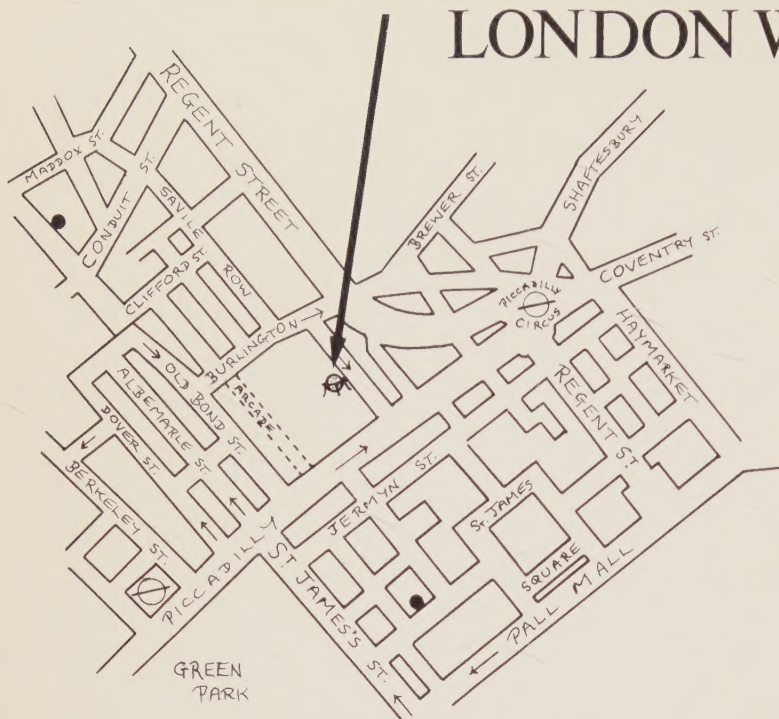 LONDON W
REGENT STREET
MADDOX ST.
CONDUIT ST.
SAVILE ROW
CLIFFORD ST.
BREWER ST.
SHAFTESBURY
COVENTRY ST.
PICCADILLY
CIRCUS
HAYMARKET
REGENT ST.
BURLINGTON
ARCADE
OLD BOND ST.
ALBEMARLE ST.
DOVER ST.
BERKELEY ST.
PICCADILLY
JERMYN ST.
ST. JAMES
SQUARE
ST. JAMES'S ST.
PALL MALL
GREEN
PARK